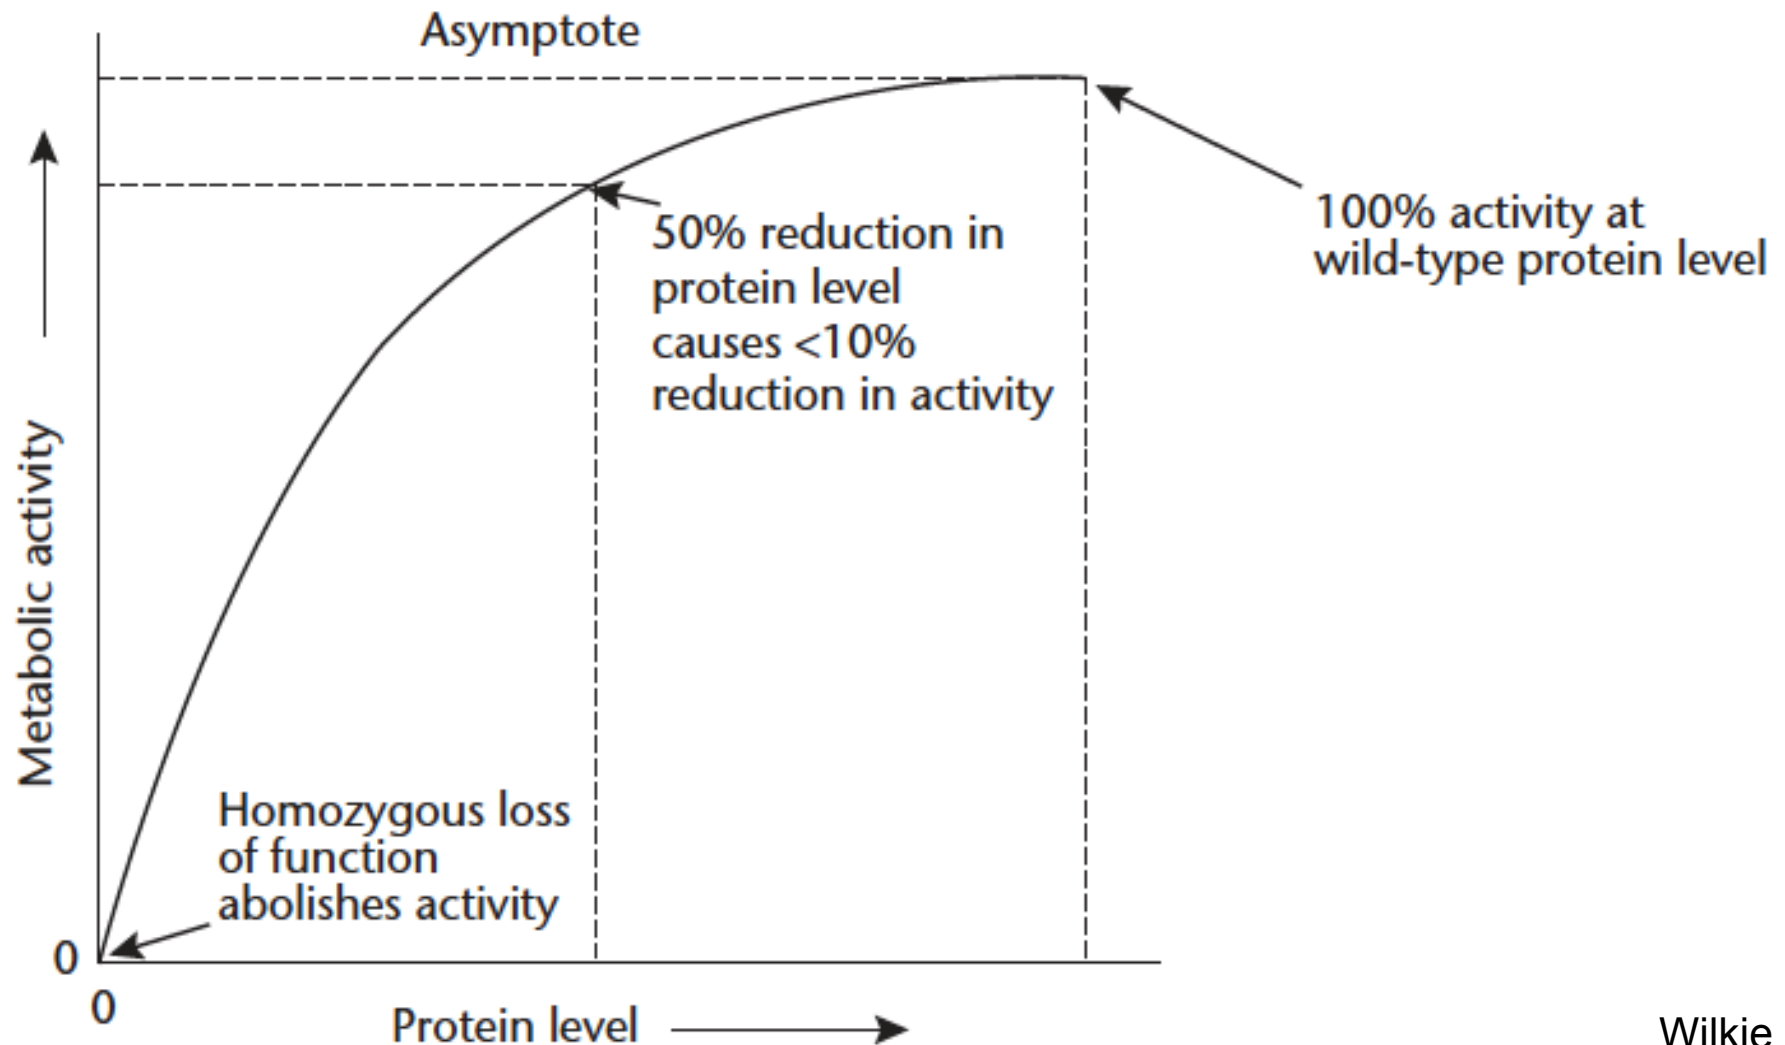 Asymptote
100% activity at
wild-type protein level
50% reduction in
protein level
causes <10%
reduction in activity
Metabolic activity
Homozygous loss
of function
abolishes activity
0
0
Protein level
Wilkie